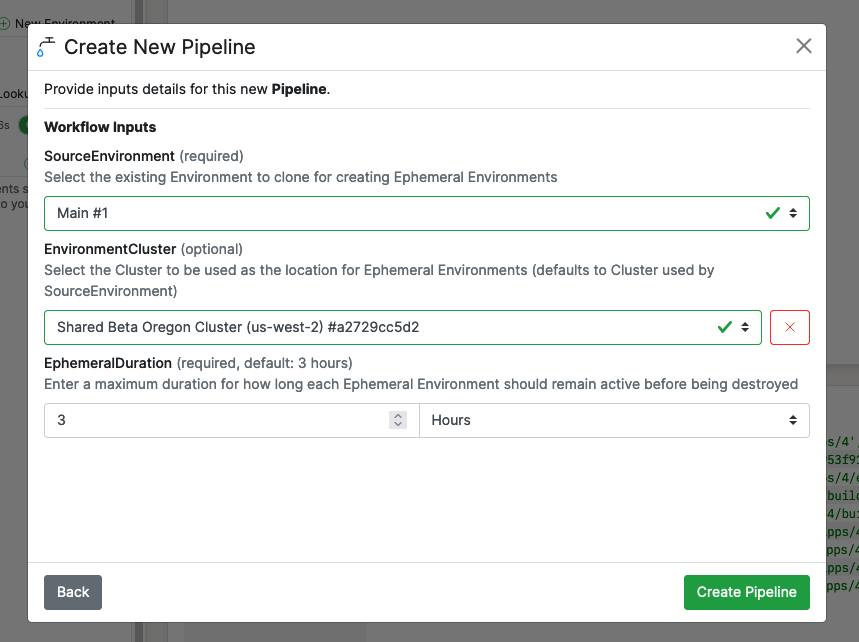 New Environment
Create New Pipeline
Provide inputs details for this new Pipeline.
Workflow Inputs
SourceEnvironment (required)
Select the existing Environment to clone for creating Ephemeral Environments
Main #1
EnvironmentCluster (optional)
Select the Cluster to be used as the location for Ephemeral Environments (defaults to Cluster used by
SourceEnvironment)
Shared Beta Oregon Cluster (us-west-2) #a2729cc5d2
EphemeralDuration (required, default: 3 hours)
Enter a maximum duration for how long each Ephemeral Environment should remain active before being destroyed
3
Hours
Back
Create Pipeline